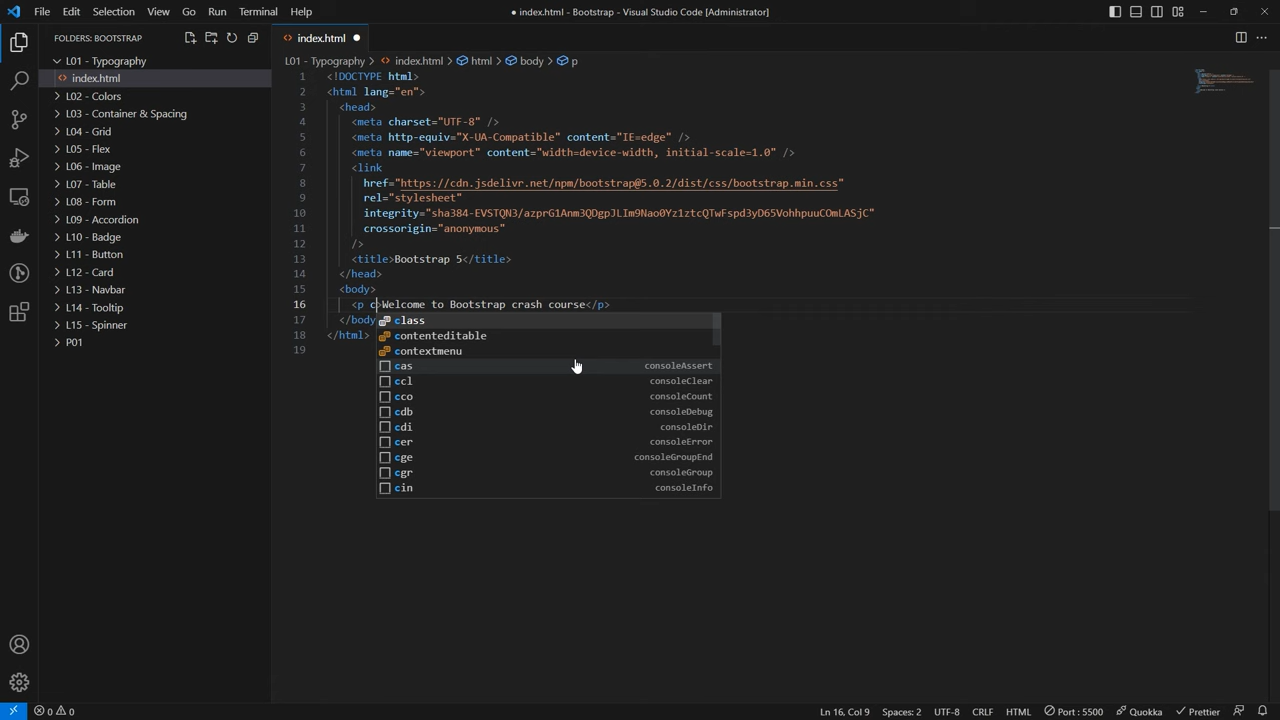 File Edit Selection View Go Run Terminal Help
● index.html - Bootstrap - Visual Studio Code [Administrator]
FOLDERS: BOOTSTRAP
L01 - Typography
index.html
L02 - Colors
L03 - Container & Spacing
L04 - Grid
L05 - Flex
L06 - Image
L07 - Table
L08 - Form
L09 - Accordion
L10 - Badge
L11 - Button
L12 - Card
L13 - Navbar
L14 - Tooltip
L15 - Spinner
P01
index.html
L01 - Typography > index.html > html > body > p
1 <!DOCTYPE html>
2 <html lang="en">
3 <head>
4 <meta charset="UTF-8" />
5 <meta http-equiv="X-UA-Compatible" content="IE=edge" />
6 <meta name="viewport" content="width=device-width, initial-scale=1.0" />
7 <link
8 href="https://cdn.jsdelivr.net/npm/bootstrap@5.0.2/dist/css/bootstrap.min.css"
9 rel="stylesheet"
10 integrity="sha384-EVSTQN3/azprG1Anm3QDgpJLIm9Nao0Yz1ztcQTwFspd3yD65VohhpuuCOmLASjC"
11 crossorigin="anonymous"
12 />
13 <title>Bootstrap 5</title>
14 </head>
15 <body>
16 <p c>Welcome to Bootstrap crash course</p>
17 </body
18 </html>
19
class
contenteditable
contextmenu
cas consoleAssert
ccl consoleClear
cco consoleCount
cdb consoleDebug
cdi consoleDir
cer consoleError
cge consoleGroupEnd
cgr consoleGroup
cin consoleInfo
0 0 Ln 16, Col 9 Spaces: 2 UTF-8 CRLF HTML Port : 5500 Quokka Prettier